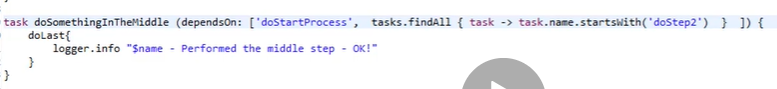 task doSomethingInTheMiddle (dependsOn: ['doStartProcess',  tasks.findAll { task -> task.name.startsWith('doStep2')  }  ]) {
    doLast{
        logger.info "$name - Performed the middle step - OK!"
    }
}